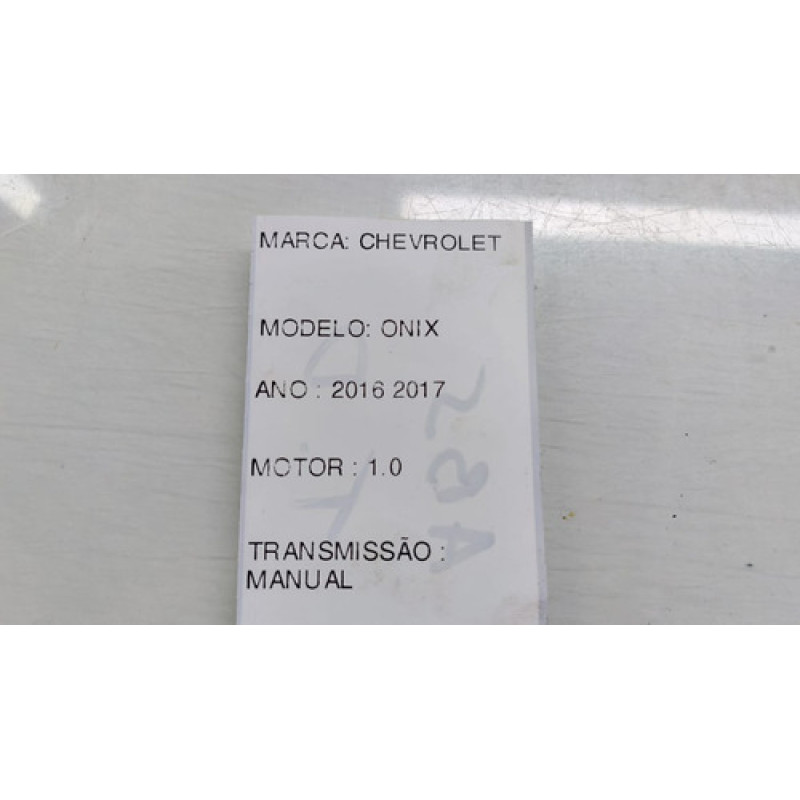 MARCA: CHEVROLET
MODELO: ONIX
ANO : 2016 2017
MOTOR : 1.0
TRANSMISSÃO :
MANUAL